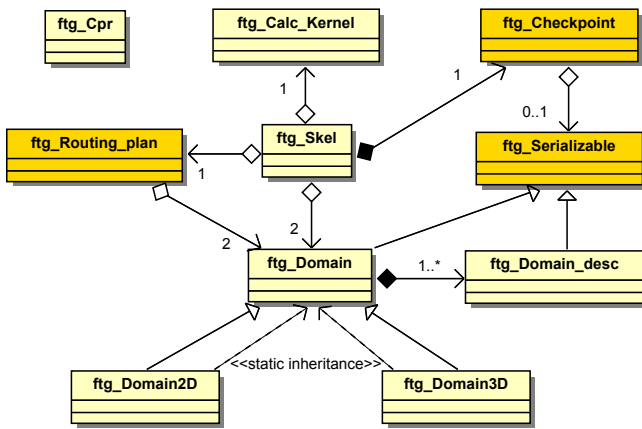 ftg_Cpr
ftg_Calc_Kernel
ftg_Checkpoint
1
1
0..1
ftg_Routing_plan
ftg_Skel
ftg_Serializable
1
2
2
ftg_Domain
1..*
ftg_Domain_desc
<<static inheritance>>
ftg_Domain2D
ftg_Domain3D